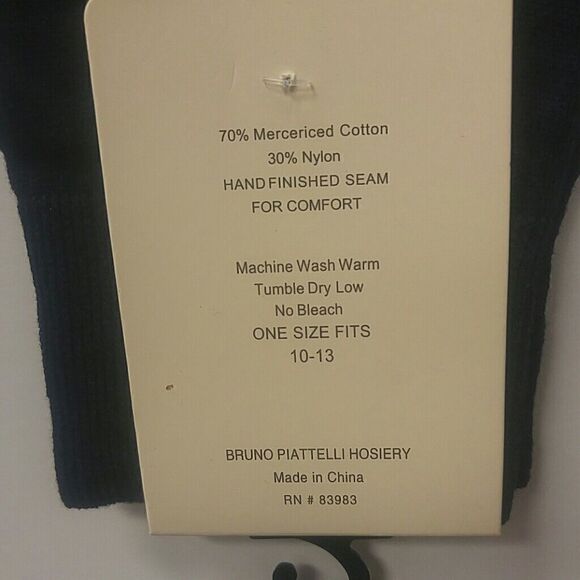 70% Mercericed Cotton
30% Nylon
HAND FINISHED SEAM
FOR COMFORT
Machine Wash Warm
Tumble Dry Low
No Bleach
ONE SIZE FITS
10-13
BRUNO PIATTELLI HOSIERY
Made in China
RN # 83983